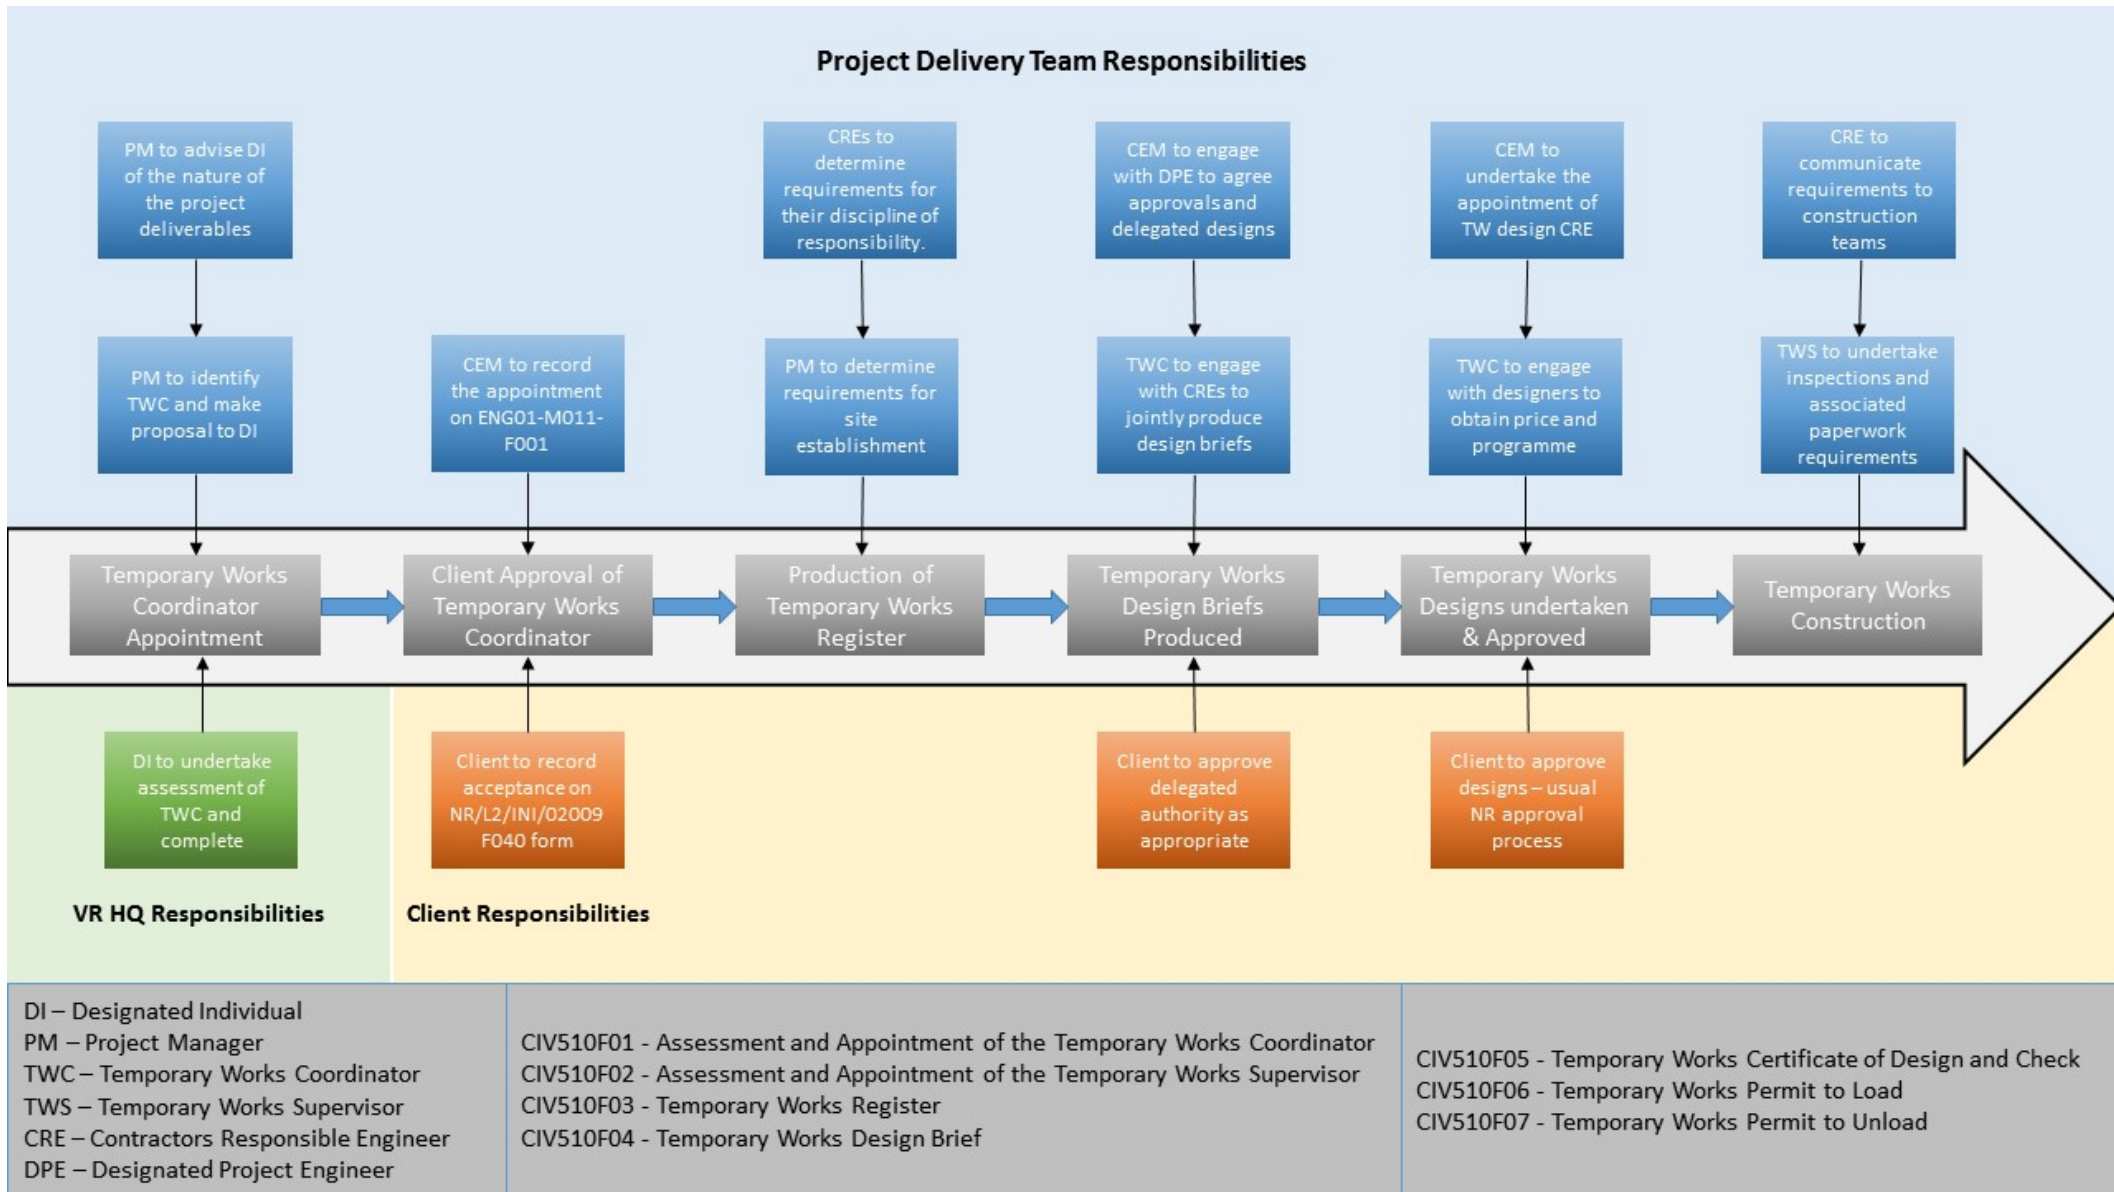 Project Delivery Team Responsibilities
PM to advise DI
of the nature of
the project
deliverables
CREs to
determine
requirements for
their discipline of
responsibility.
CEM to engage
with DPE to agree
approvals and
delegated designs
CEM to
undertake the
appointment of
TW design CRE
CRE to
communicate
requirements to
construction
teams
PM to identify
TWC and make
proposal to DI
CEM to record
the appointment
on ENG01-M011-
F001
PM to determine
requirements for
site
establishment
TWC to engage
with CREs to
jointly produce
design briefs
TWC to engage
with designers to
obtain price and
programme
TWS to undertake
inspections and
associated
paperwork
requirements
Temporary Works
Coordinator
Appointment
Client Approval of
Temporary Works
Coordinator
Production of
Temporary Works
Register
Temporary Works
Design Briefs
Produced
Temporary Works
Designs undertaken
& Approved
Temporary Works
Construction
DI to undertake
assessment of
TWC and
complete
Client to record
acceptance on
NR/L2/INI/02009
F040 form
Client to approve
delegated
authority as
appropriate
Client to approve
designs – usual
NR approval
process
VR HQ Responsibilities
Client Responsibilities
DI – Designated Individual
PM – Project Manager
TWC – Temporary Works Coordinator
TWS – Temporary Works Supervisor
CRE – Contractors Responsible Engineer
DPE – Designated Project Engineer
CIV510F01 - Assessment and Appointment of the Temporary Works Coordinator
CIV510F02 - Assessment and Appointment of the Temporary Works Supervisor
CIV510F03 - Temporary Works Register
CIV510F04 - Temporary Works Design Brief
CIV510F05 - Temporary Works Certificate of Design and Check
CIV510F06 - Temporary Works Permit to Load
CIV510F07 - Temporary Works Permit to Unload